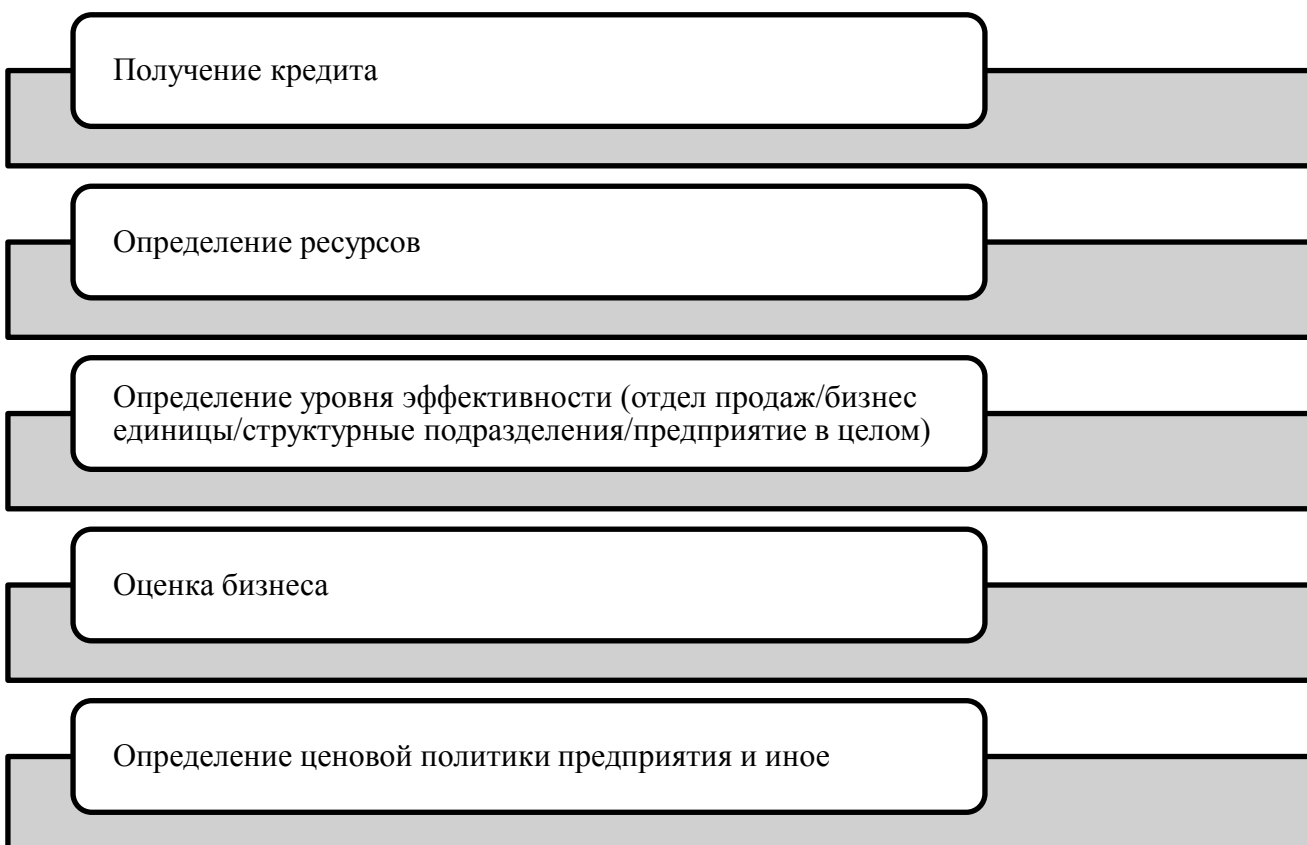 Получение кредита
Определение ресурсов
Определение уровня эффективности (отдел продаж/бизнес
единицы/структурные подразделения/предприятие в целом)
Оценка бизнеса
Определение ценовой политики предприятия и иное